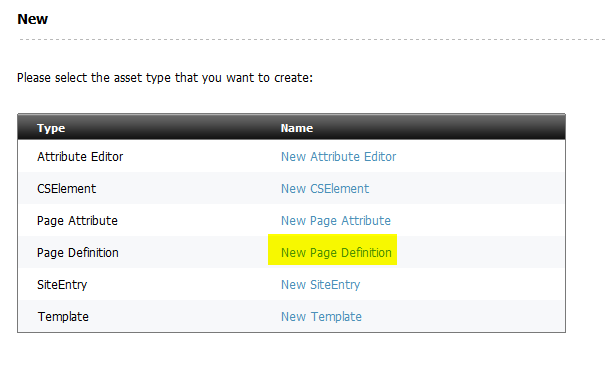 New
Please select the asset type that you want to create:
Type Name
Attribute Editor New Attribute Editor
CSElement New CSElement
Page Attribute New Page Attribute
Page Definition New Page Definition
SiteEntry New SiteEntry
Template New Template